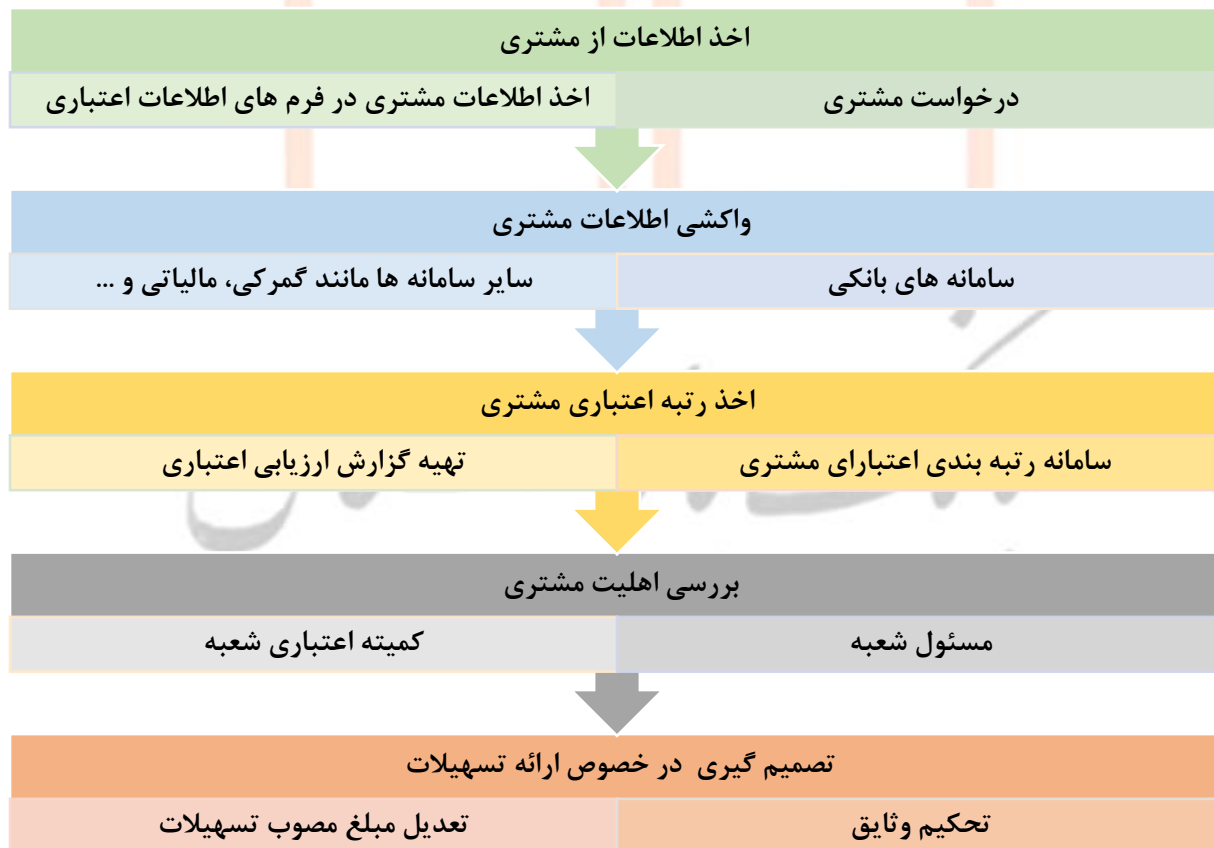 اخذ اطلاعات از مشتری
درخواست مشتری
اخذ اطلاعات مشتری در فرم های اطلاعات اعتباری
واکشی اطلاعات مشتری
سامانه های بانکی
سایر سامانه ها مانند گمرکی، مالیاتی و ...
اخذ رتبه اعتباری مشتری
سامانه رتبه بندی اعتبارای مشتری
تهیه گزارش ارزیابی اعتباری
بررسی اهلیت مشتری
مسئول شعبه
کمیته اعتباری شعبه
تصمیم گیری در خصوص ارائه تسهیلات
تحکیم وثایق
تعدیل مبلغ مصوب تسهیلات